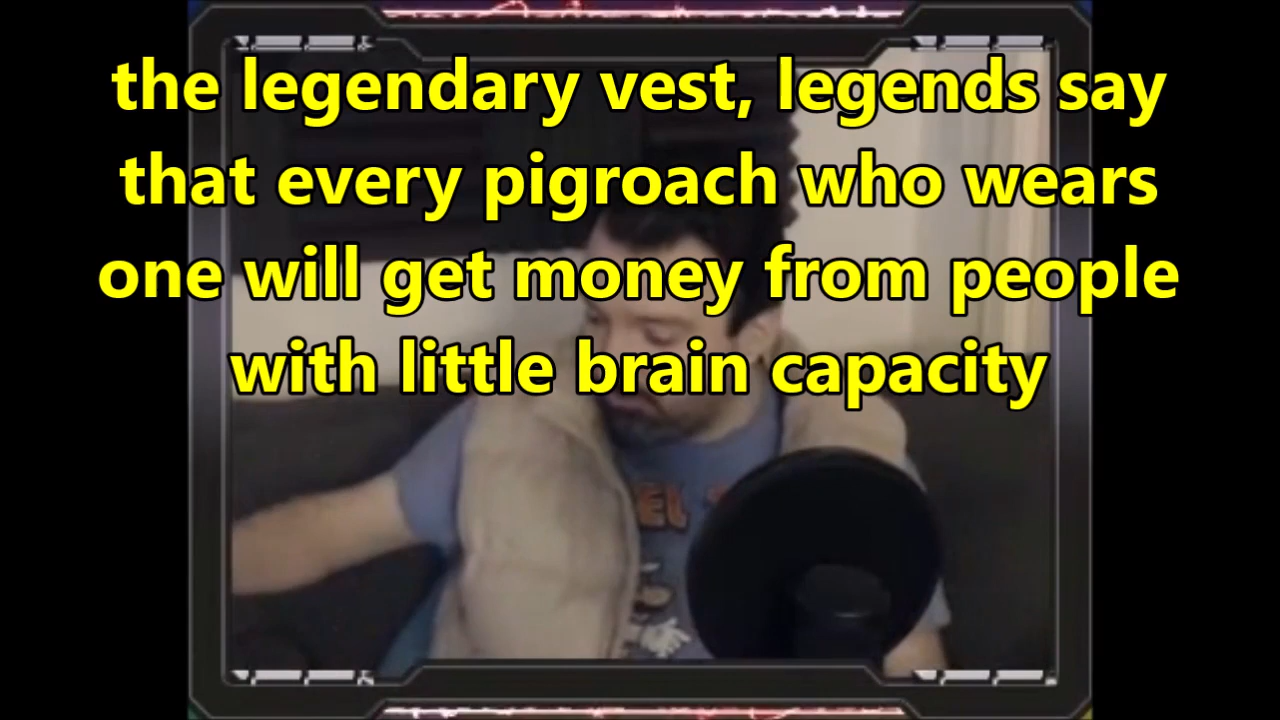 the legendary vest, legends say
that every pigroach who wears
one will get money from people
with little brain capacity
EL